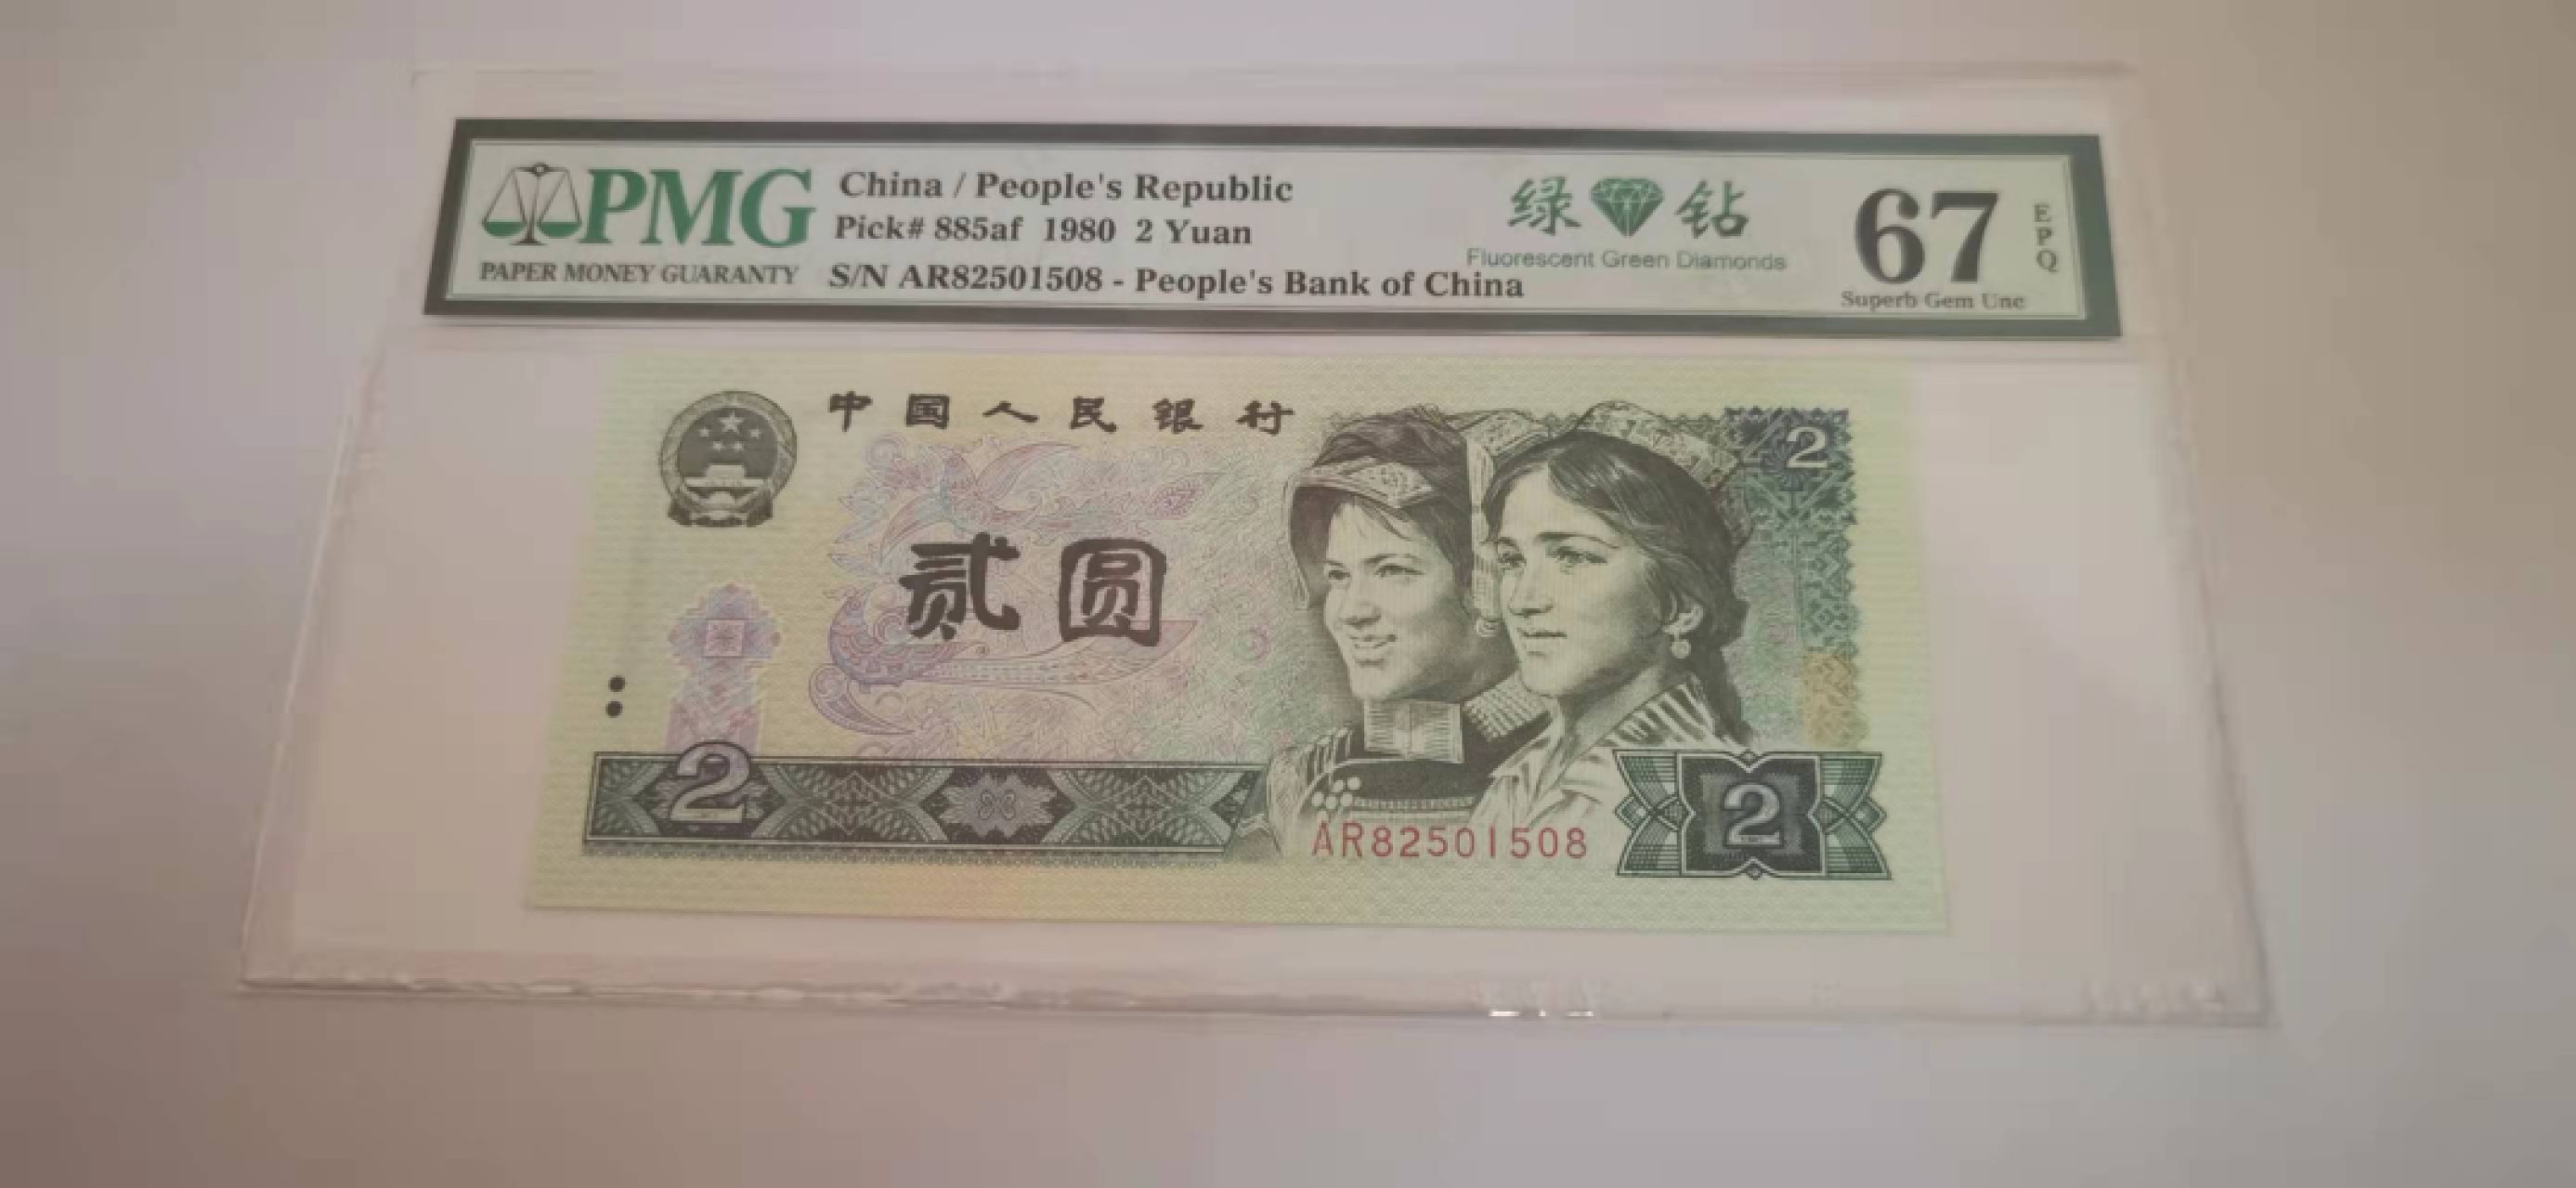 PMG
PAPER MONEY GUARANTY
China / People's Republic
Pick# 885af 1980 2 Yuan
S/N AR82501508 - People's Bank of China
绿 钻
Fluorescent Green Diamonds
67
EPQ
Superb Gem Unc
中国人民银行
2
贰圆
2
AR82501508
2